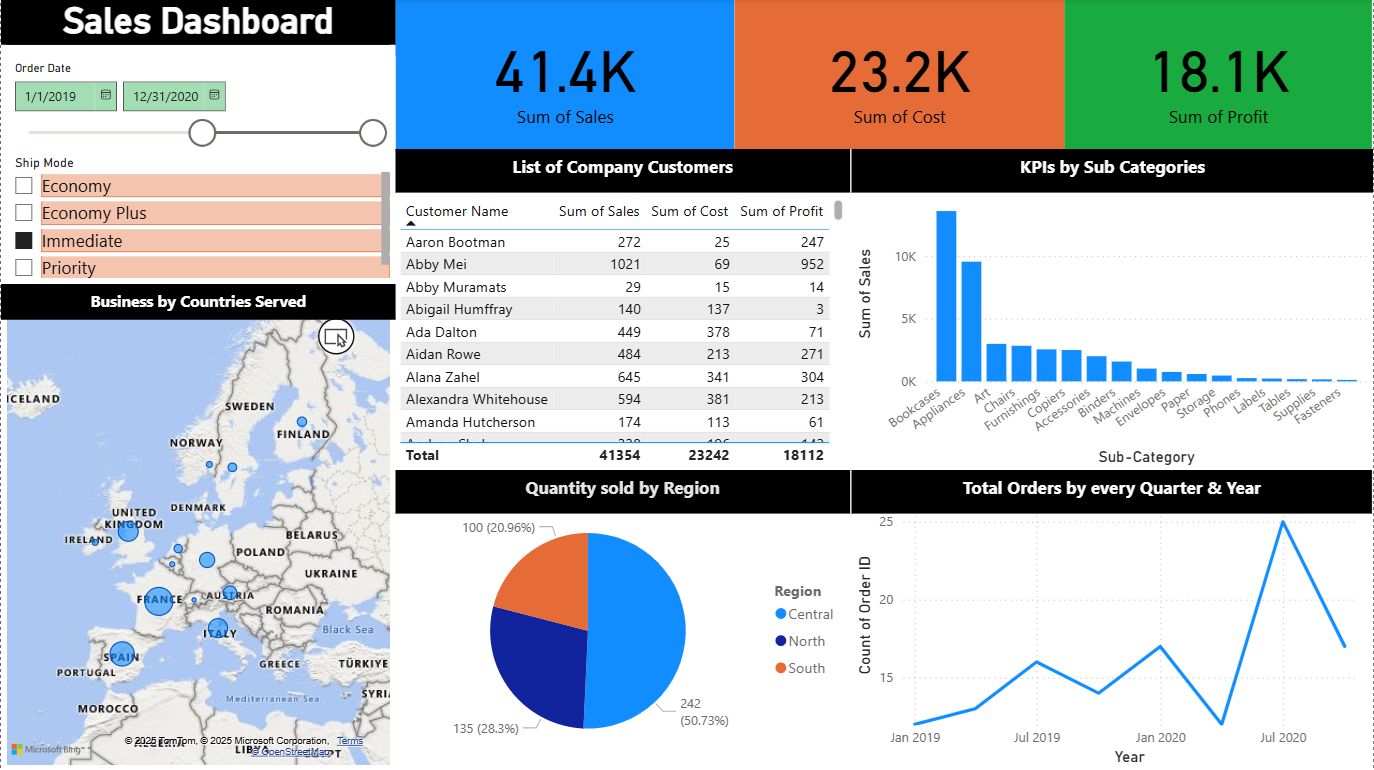 Sales Dashboard
Order Date
1/1/2019
12/31/2020
Ship Mode
Economy
Economy Plus
Immediate
Priority
41.4K
Sum of Sales
23.2K
Sum of Cost
18.1K
Sum of Profit
List of Company Customers
Customer Name Sum of Sales Sum of Cost Sum of Profit
Aaron Bootman 272 25 247
Abby Mei 1021 69 952
Abby Muramats 29 15 14
Abigail Humffray 140 137 3
Ada Dalton 449 378 71
Aidan Rowe 484 213 271
Alana Zahel 645 341 304
Alexandra Whitehouse 594 381 213
Amanda Hutcherson 174 113 61
Total 41354 23242 18112
KPIs by Sub Categories
Sum of Sales
10K
5K
0K
Bookcases
Appliances
Art
Chairs
Furnishings
Copiers
Accessories
Binders
Machines
Envelopes
Paper
Storage
Phones
Labels
Tables
Supplies
Fasteners
Sub-Category
Business by Countries Served
ICELAND
SWEDEN
FINLAND
NORWAY
UNITED
KINGDOM
DENMARK
IRELAND
BELARUS
POLAND
UKRAINE
FRANCE
AUSTRIA
ROMANIA
ITALY
Black Sea
SPAIN
PORTUGAL
GREECE
TÜRKIYE
SYRI
Mediterranean Sea
MOROCCO
ALGERIA
Microsoft Bing
© 2025 TomTom, © 2025 Microsoft Corporation, Terms
© OpenStreetMap
Quantity sold by Region
100 (20.96%)
135 (28.3%)
242
(50.73%)
Region
Central
North
South
Total Orders by every Quarter & Year
Count of Order ID
25
20
15
Jan 2019
Jul 2019
Jan 2020
Jul 2020
Year